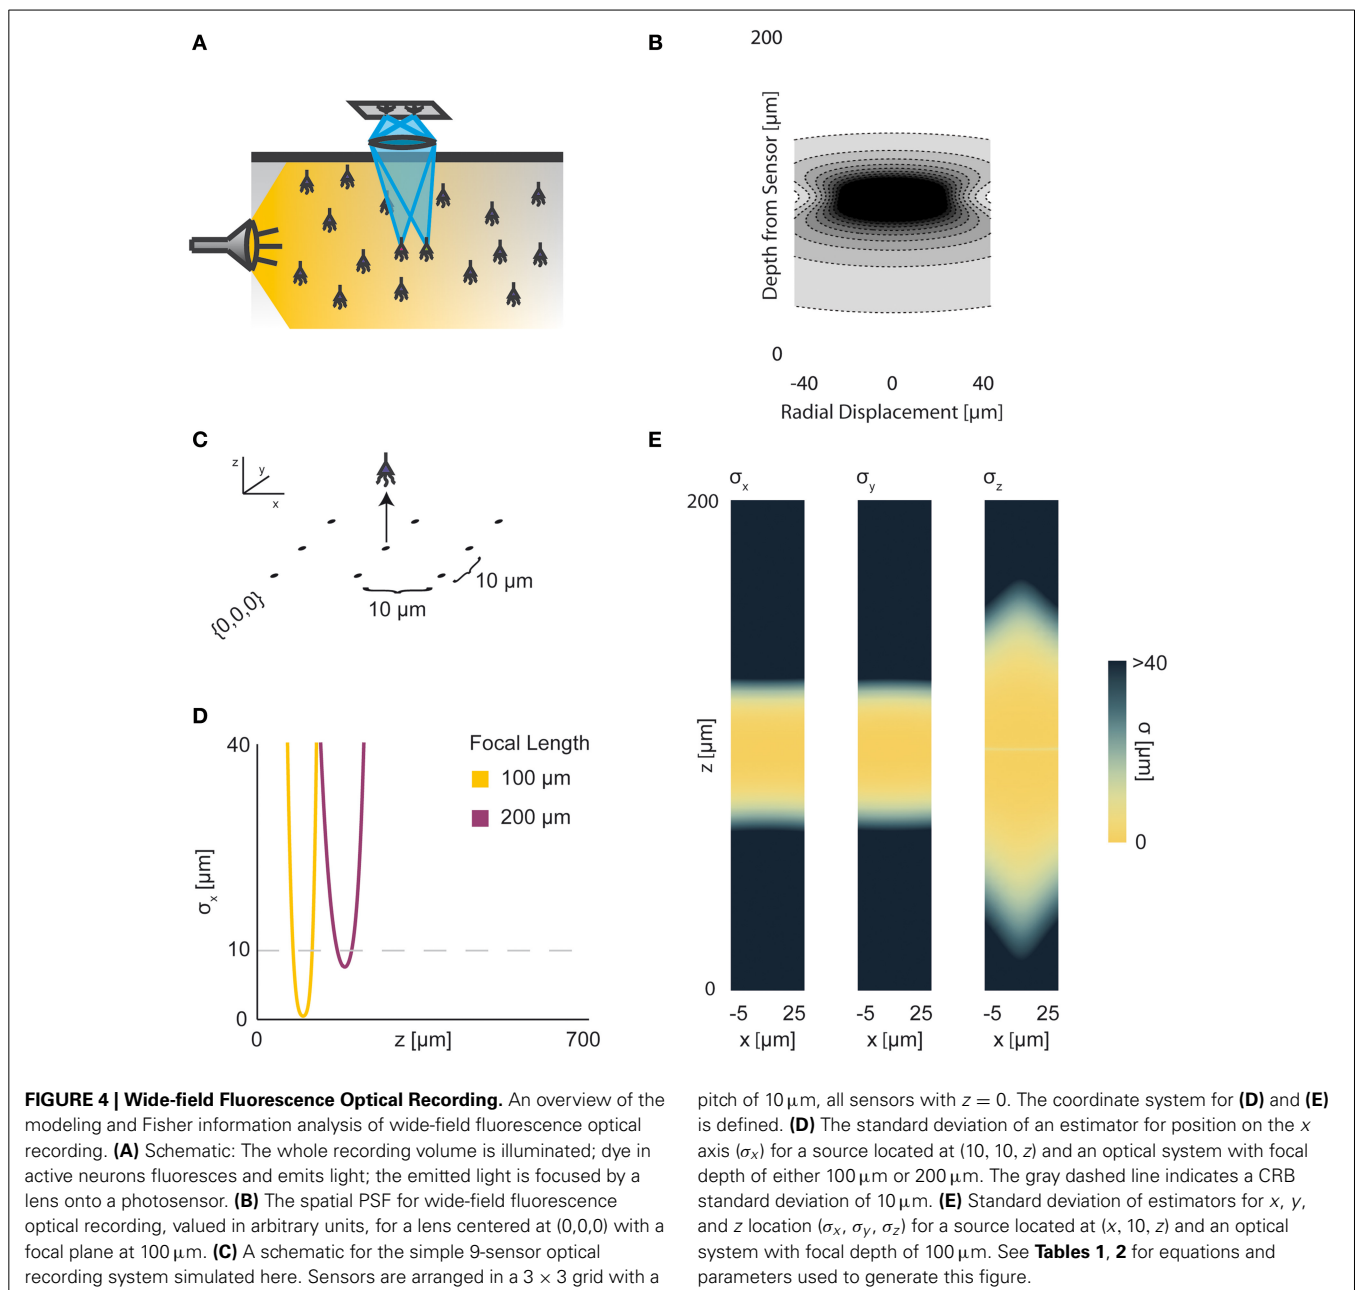 A
B
200
Depth from Sensor [µm]
0
-40 0 40
Radial Displacement [µm]
C
z
y
x
10 µm
10 µm
{0,0,0}
D
40
Focal Length
100 µm
200 µm
σx [µm]
10
0
0 z [µm] 700
E
σx σy σz
200
z [µm]
0
-5 25 -5 25 -5 25
x [µm] x [µm] x [µm]
>40
σ [µm]
0
FIGURE 4 | Wide-field Fluorescence Optical Recording. An overview of the
modeling and Fisher information analysis of wide-field fluorescence optical
recording. (A) Schematic: The whole recording volume is illuminated; dye in
active neurons fluoresces and emits light; the emitted light is focused by a
lens onto a photosensor. (B) The spatial PSF for wide-field fluorescence
optical recording, valued in arbitrary units, for a lens centered at (0,0,0) with a
focal plane at 100 µm. (C) A schematic for the simple 9-sensor optical
recording system simulated here. Sensors are arranged in a 3 × 3 grid with a
pitch of 10 µm, all sensors with z = 0. The coordinate system for (D) and (E)
is defined. (D) The standard deviation of an estimator for position on the x
axis (σx) for a source located at (10, 10, z) and an optical system with focal
depth of either 100 µm or 200 µm. The gray dashed line indicates a CRB
standard deviation of 10 µm. (E) Standard deviation of estimators for x, y,
and z location (σx, σy, σz) for a source located at (x, 10, z) and an optical
system with focal depth of 100 µm. See Tables 1, 2 for equations and
parameters used to generate this figure.